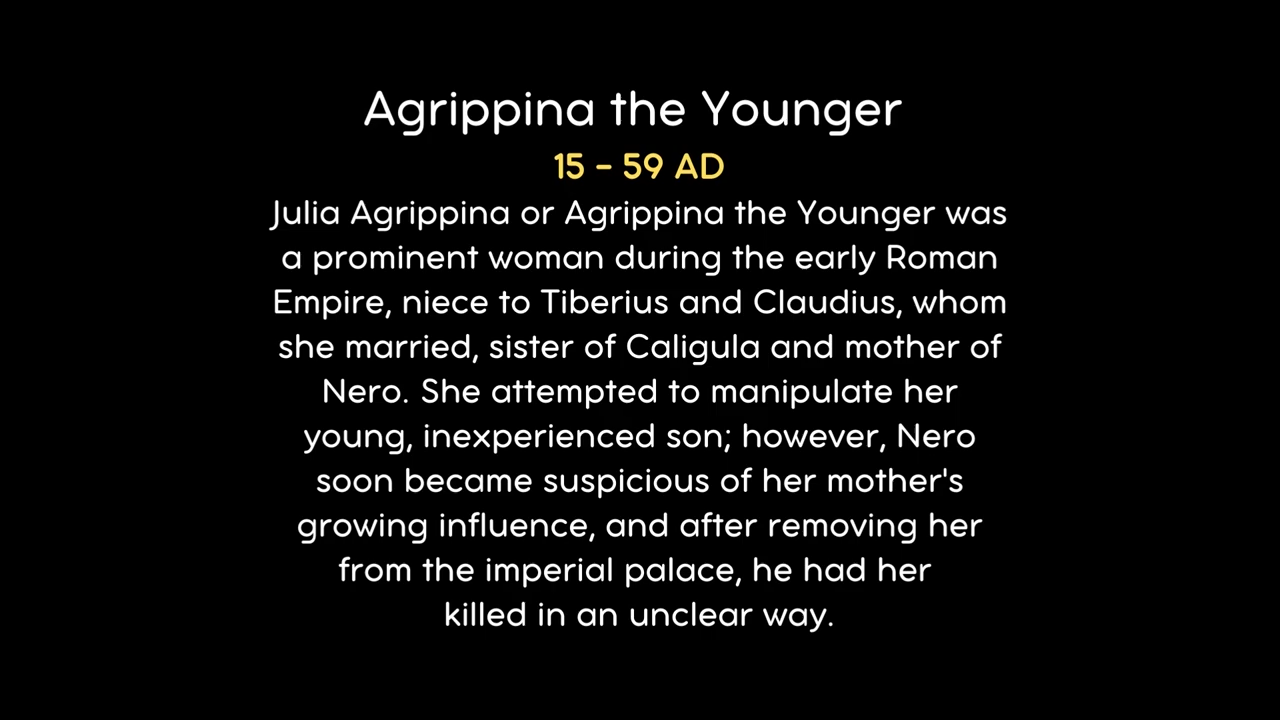 Agrippina the Younger
15 - 59 AD
Julia Agrippina or Agrippina the Younger was
a prominent woman during the early Roman
Empire, niece to Tiberius and Claudius, whom
she married, sister of Caligula and mother of
Nero. She attempted to manipulate her
young, inexperienced son; however, Nero
soon became suspicious of her mother's
growing influence, and after removing her
from the imperial palace, he had her
killed in an unclear way.